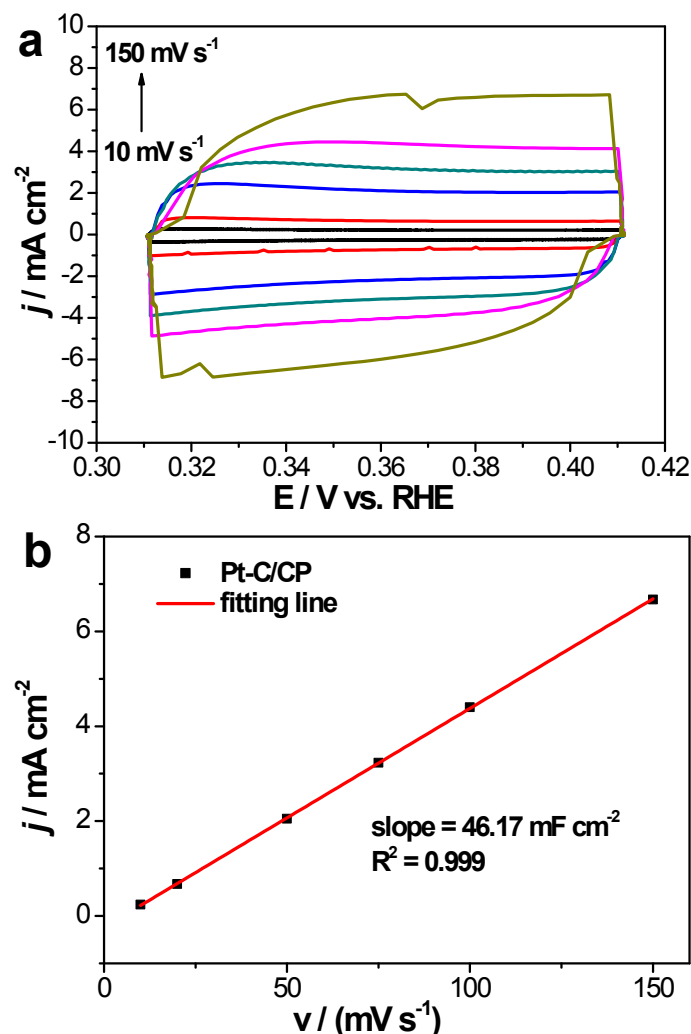 a
150 mV s⁻¹
10 mV s⁻¹
10
8
6
4
2
0
-2
-4
-6
-8
-10
j / mA cm⁻²
0.30 0.32 0.34 0.36 0.38 0.40 0.42
E / V vs. RHE
b
Pt-C/CP
fitting line
8
6
4
2
0
j / mA cm⁻²
slope = 46.17 mF cm⁻²
R² = 0.999
0 50 100 150
v / (mV s⁻¹)